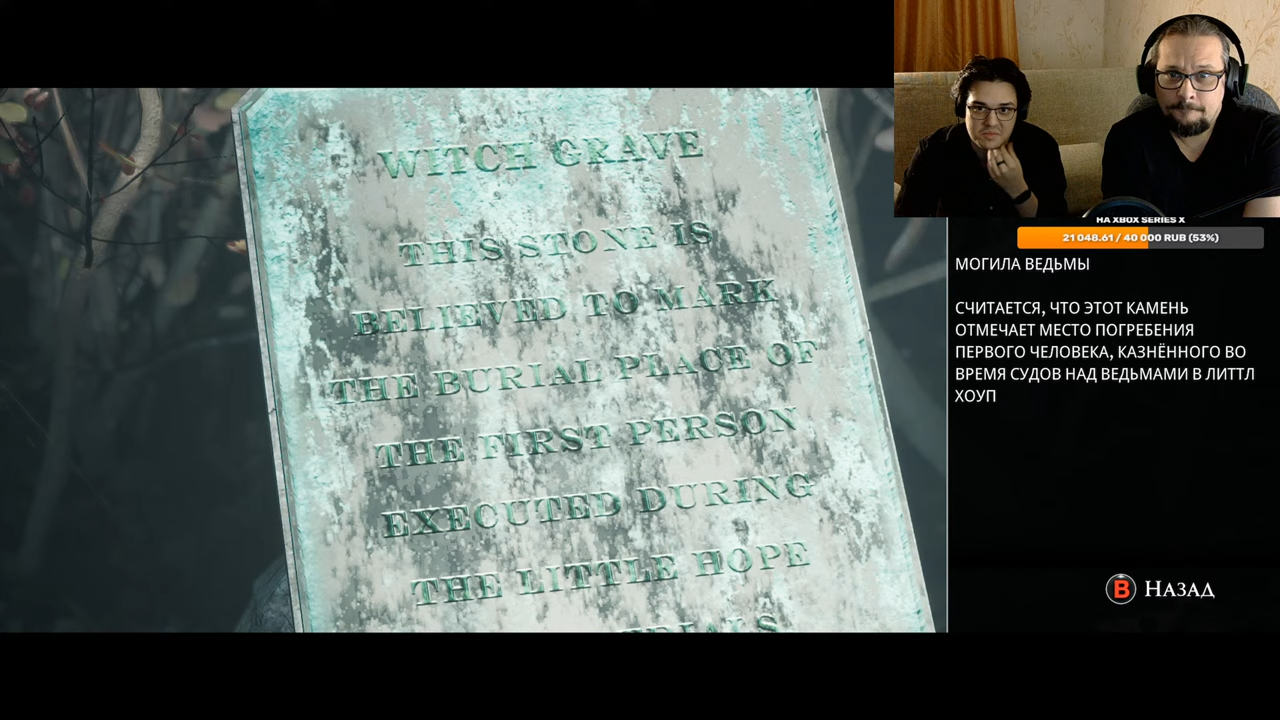 WITCH GRAVE
THIS STONE IS
BELIEVED TO MARK
THE BURIAL PLACE OF
THE FIRST PERSON
EXECUTED DURING
THE LITTLE HOPE
НА XBOX SERIES X
21 048.61 / 40 000 RUB (53%)
МОГИЛА ВЕДЬМЫ
СЧИТАЕТСЯ, ЧТО ЭТОТ КАМЕНЬ
ОТМЕЧАЕТ МЕСТО ПОГРЕБЕНИЯ
ПЕРВОГО ЧЕЛОВЕКА, КАЗНЁННОГО ВО
ВРЕМЯ СУДОВ НАД ВЕДЬМАМИ В ЛИТТЛ
ХОУП
B Назад